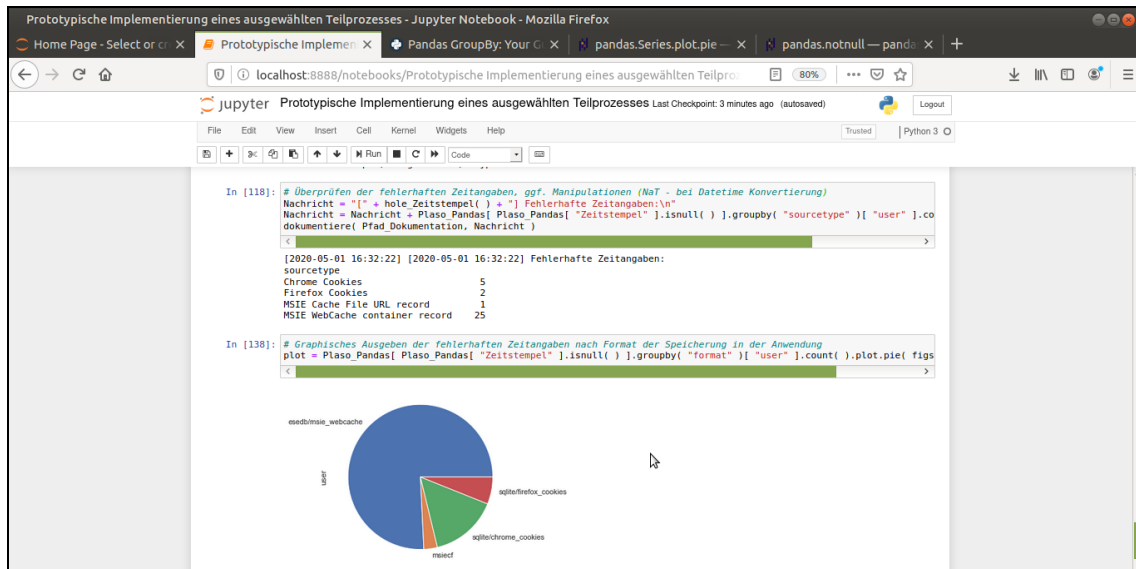 Prototypische Implementierung eines ausgewählten Teilprozesses - Jupyter Notebook - Mozilla Firefox
Home Page - Select or cr
Prototypische Implemen
Pandas GroupBy: Your G
pandas.Series.plot.pie —
pandas.notnull — panda
localhost:8888/notebooks/Prototypische Implementierung eines ausgewählten Teilpro
80%
jupyter Prototypische Implementierung eines ausgewählten Teilprozesses Last Checkpoint: 3 minutes ago (autosaved)
Logout
File Edit View Insert Cell Kernel Widgets Help
Trusted
Python 3
Run
Code
In [118]: # Überprüfen der fehlerhaften Zeitangaben, ggf. Manipulationen (NaT - bei Datetime Konvertierung)
Nachricht = "[" + hole_Zeitstempel( ) + "] Fehlerhafte Zeitangaben:\n"
Nachricht = Nachricht + Plaso_Pandas[ Plaso_Pandas[ "Zeitstempel" ].isnull( ) ].groupby( "sourcetype" )[ "user" ].co
dokumentiere( Pfad_Dokumentation, Nachricht )
[2020-05-01 16:32:22] [2020-05-01 16:32:22] Fehlerhafte Zeitangaben:
sourcetype
Chrome Cookies 5
Firefox Cookies 2
MSIE Cache File URL record 1
MSIE WebCache container record 25
In [138]: # Graphisches Ausgeben der fehlerhaften Zeitangaben nach Format der Speicherung in der Anwendung
plot = Plaso_Pandas[ Plaso_Pandas[ "Zeitstempel" ].isnull( ) ].groupby( "format" )[ "user" ].count( ).plot.pie( figs
esedb/msie_webcache
user
sqlite/firefox_cookies
sqlite/chrome_cookies
msiecf